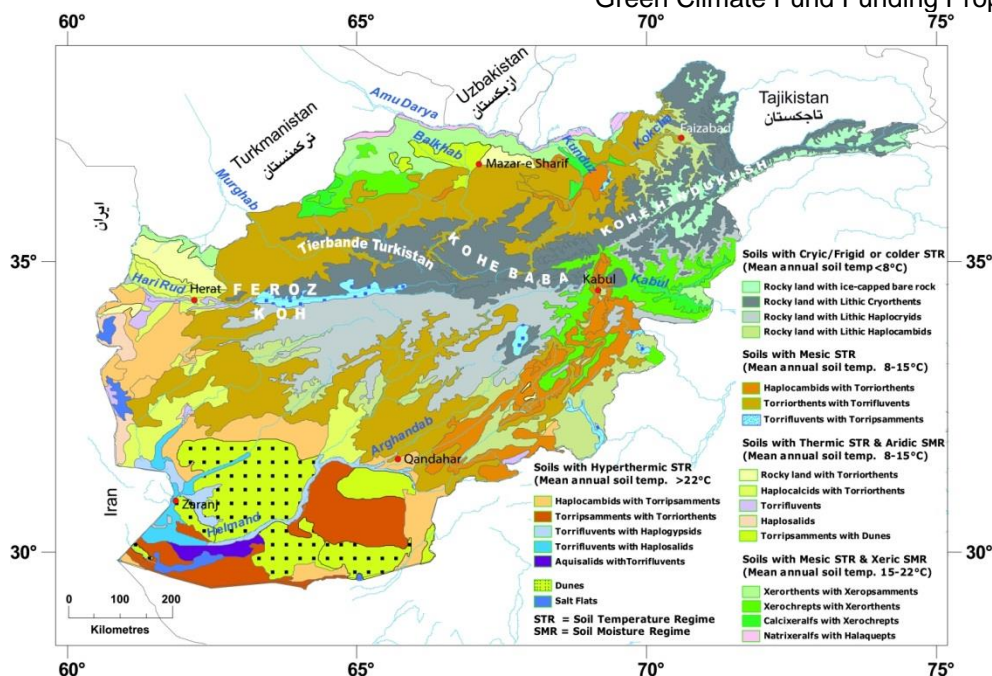 Green Climate Fund Funding Prop
60°
65°
70°
75°
Uzbakistan
ازبکستان
Tajikistan
تاجکستان
Amu Darya
Turkmanistan
ترکمنستان
Murghab
Balkhab
Mazar-e Sharif
Kunduz
Kokcha
Faizabad
KOHE HINDUKUSH
ایران
35°
35°
Tierbande Turkistan
KOHE BABA
Hari Rud
Herat
FEROZ
KOH
Kabul
Kabul
Arghandab
Qandahar
Iran
Zaranj
Helmand
30°
30°
0 100 200
Kilometres
Soils with Hyperthermic STR
(Mean annual soil temp. >22°C
Haplocambids with Torripsamments
Torripsamments with Torriorthents
Torrifluvents with Haplogypsids
Torrifluvents with Haplosalids
Aquisalids withTorrifluvents
Dunes
Salt Flats
STR = Soil Temperature Regime
SMR = Soil Moisture Regime
Soils with Cryic/Frigid or colder STR
(Mean annual soil temp<8°C)
Rocky land with ice-capped bare rock
Rocky land with Lithic Cryorthents
Rocky land with Lithic Haplocryids
Rocky land with Lithic Haplocambids
Soils with Mesic STR
(Mean annual soil temp. 8-15°C)
Haplocambids with Torriorthents
Torriorthents with Torrifluvents
Torrifluvents with Torripsamments
Soils with Thermic STR & Aridic SMR
(Mean annual soil temp. 8-15°C)
Rocky land with Torriorthents
Haplocalcids with Torriorthents
Torrifluvents
Haplosalids
Torripsamments with Dunes
Soils with Mesic STR & Xeric SMR
(Mean annual soil temp. 15-22°C)
Xerorthents with Xeropsamments
Xerochrepts with Xerorthents
Calcixeralfs with Xerochrepts
Natrixeralfs with Halaquepts
60°
65°
70°
75°